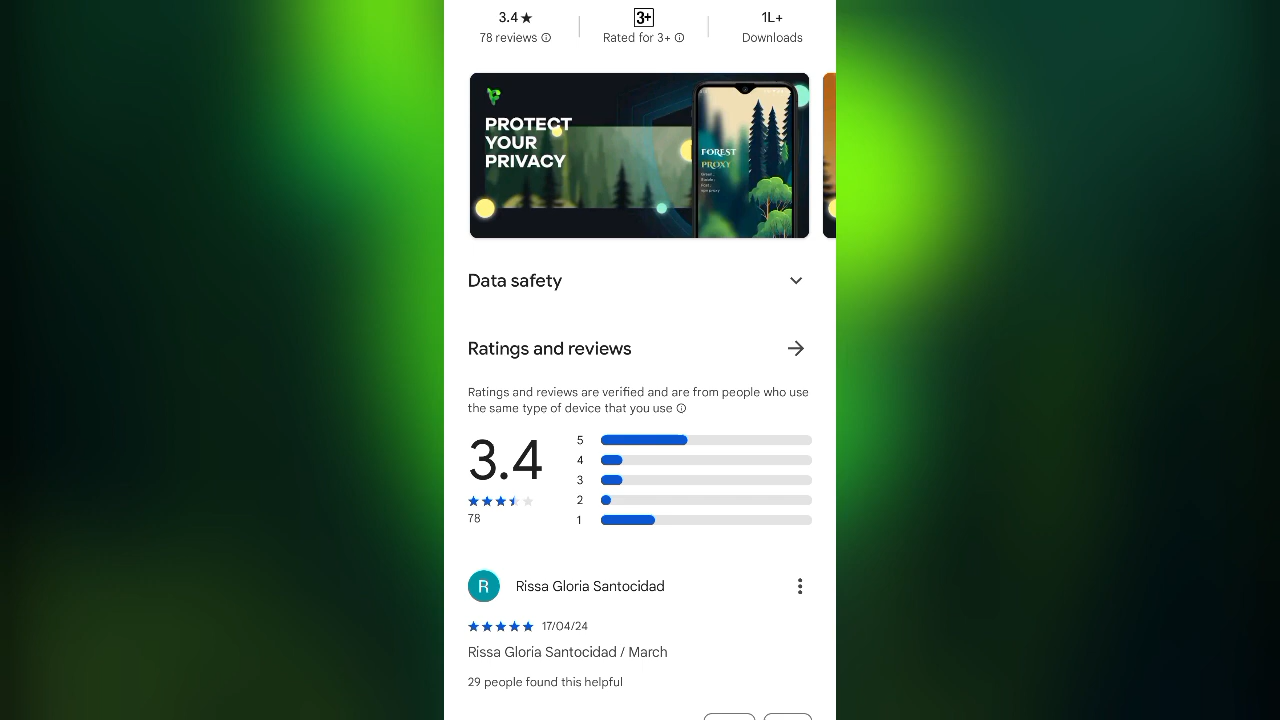 3.4★
78 reviews
3+
Rated for 3+
1L+
Downloads
PROTECT
YOUR
PRIVACY
FOREST
PROXY
Data safety
Ratings and reviews
Ratings and reviews are verified and are from people who use
the same type of device that you use
3.4
5
4
3
2
1
78
R
Rissa Gloria Santocidad
17/04/24
Rissa Gloria Santocidad / March
29 people found this helpful